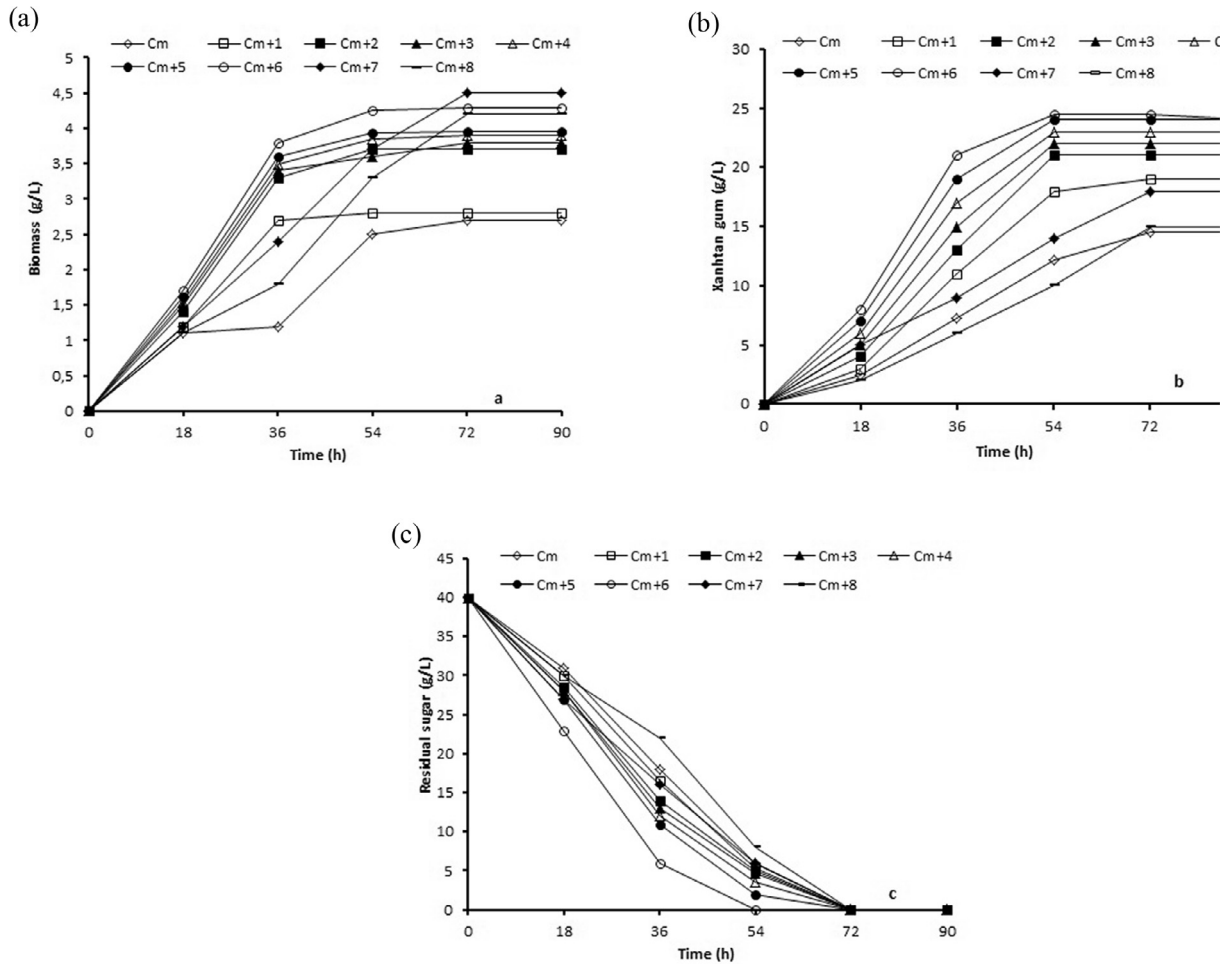 (a)
Cm Cm+1 Cm+2 Cm+3 Cm+4
Cm+5 Cm+6 Cm+7 Cm+8
5
4,5
4
3,5
3
2,5
2
1,5
1
0,5
0
Biomass (g/L)
0 18 36 54 72 90
Time (h)
a
(b)
Cm Cm+1 Cm+2 Cm+3 C
Cm+5 Cm+6 Cm+7 Cm+8
30
25
20
15
10
5
0
Xanhtan gum (g/L)
0 18 36 54 72
Time (h)
b
(c)
Cm Cm+1 Cm+2 Cm+3 Cm+4
Cm+5 Cm+6 Cm+7 Cm+8
45
40
35
30
25
20
15
10
5
0
Residual sugar (g/L)
0 18 36 54 72 90
Time (h)
c